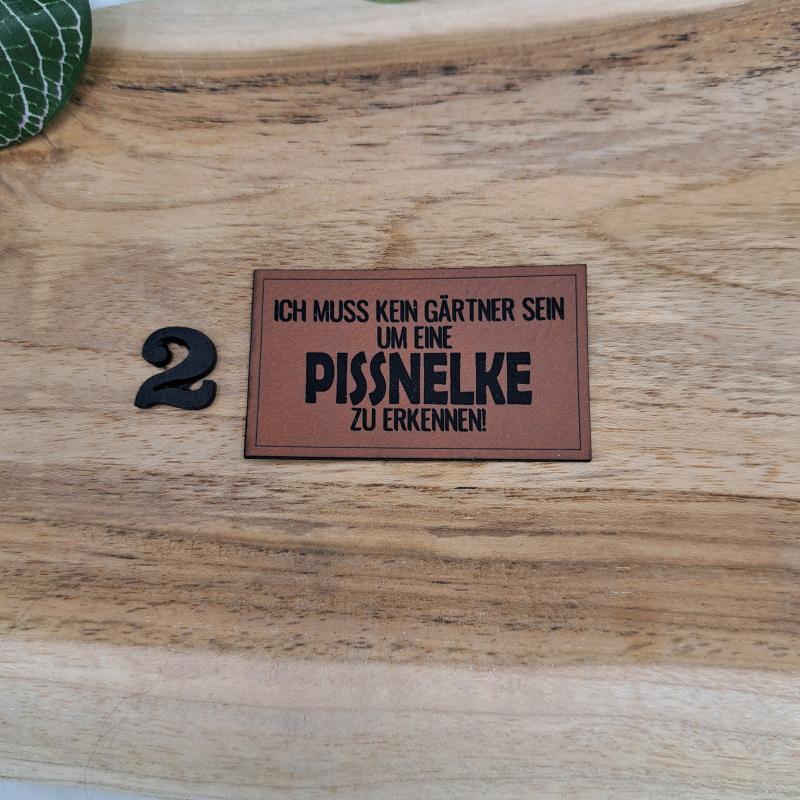 2
ICH MUSS KEIN GÄRTNER SEIN
UM EINE
PISSNELKE
ZU ERKENNEN!